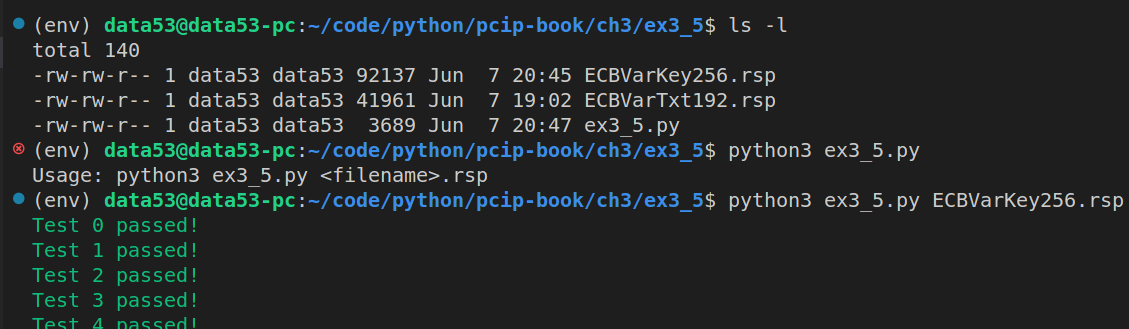 (env) data53@data53-pc:~/code/python/pcip-book/ch3/ex3_5$ ls -l
total 140
-rw-rw-r-- 1 data53 data53 92137 Jun  7 20:45 ECBVarKey256.rsp
-rw-rw-r-- 1 data53 data53 41961 Jun  7 19:02 ECBVarTxt192.rsp
-rw-rw-r-- 1 data53 data53  3689 Jun  7 20:47 ex3_5.py
(env) data53@data53-pc:~/code/python/pcip-book/ch3/ex3_5$ python3 ex3_5.py
Usage: python3 ex3_5.py <filename>.rsp
(env) data53@data53-pc:~/code/python/pcip-book/ch3/ex3_5$ python3 ex3_5.py ECBVarKey256.rsp
Test 0 passed!
Test 1 passed!
Test 2 passed!
Test 3 passed!
Test 4 passed!